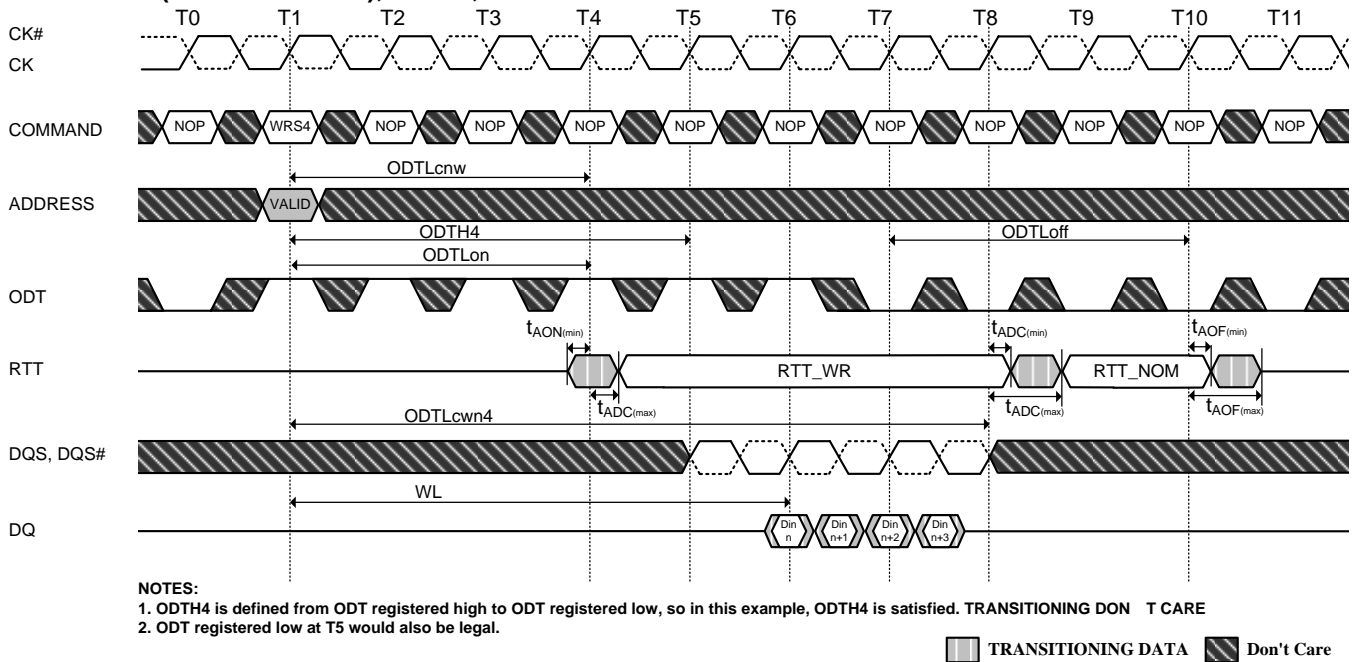 T0 T1 T2 T3 T4 T5 T6 T7 T8 T9 T10 T11
CK#
CK
COMMAND NOP WRS4 NOP NOP NOP NOP NOP NOP NOP NOP NOP NOP
ODTLcnw
ADDRESS VALID
ODTH4 ODTLoff
ODTLon
ODT
tAON(min) tADC(min) tAOF(min)
RTT RTT_WR RTT_NOM
tADC(max) tADC(max) tAOF(max)
ODTLcwn4
DQS, DQS#
WL
DQ Din n Din n+1 Din n+2 Din n+3
NOTES:
1. ODTH4 is defined from ODT registered high to ODT registered low, so in this example, ODTH4 is satisfied. TRANSITIONING DON T CARE
2. ODT registered low at T5 would also be legal.
TRANSITIONING DATA Don't Care